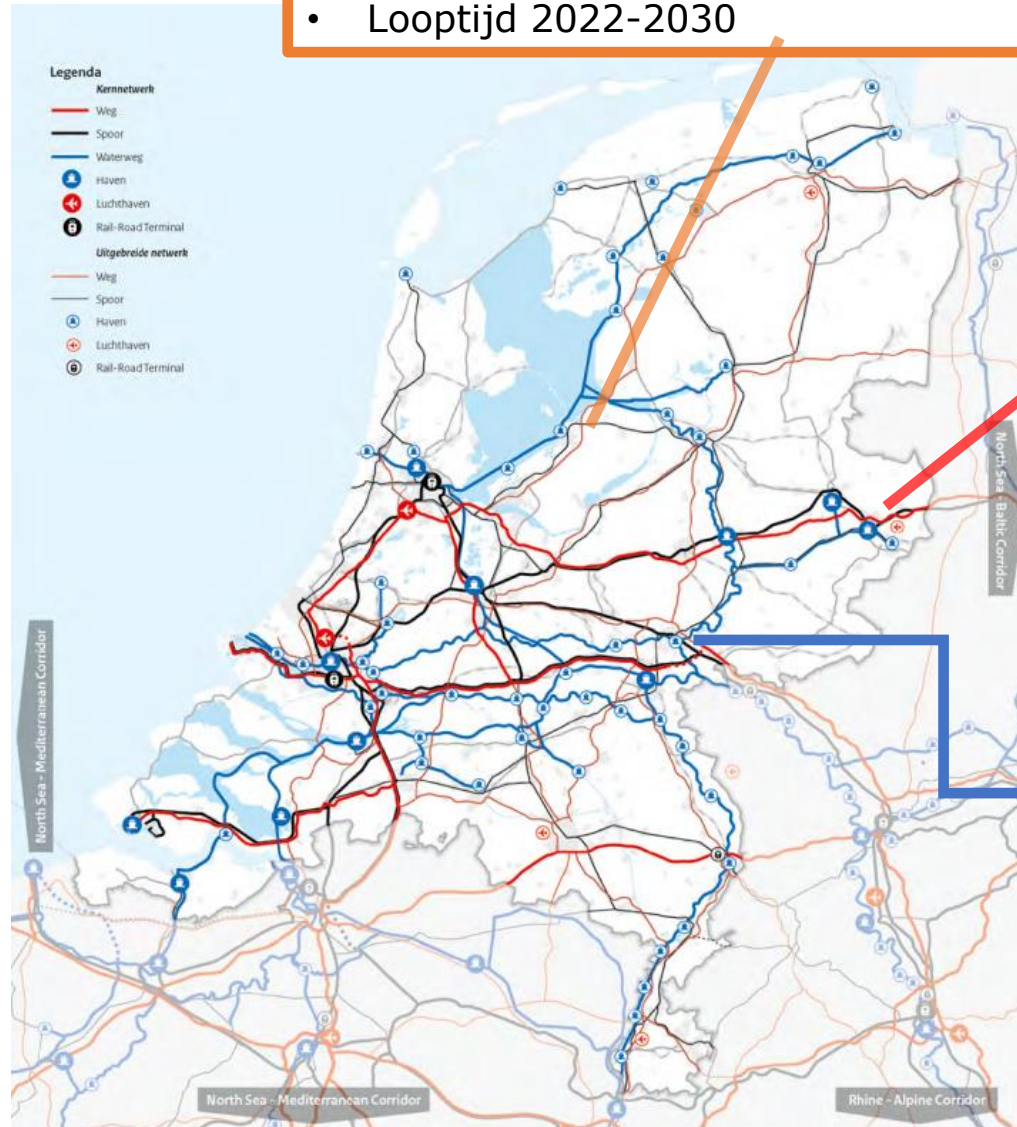 • Looptijd 2022-2030
Legenda
Kernnetwerk
Weg
Spoor
Waterweg
Haven
Luchthaven
Rail-Road Terminal
Uitgebreide netwerk
Weg
Spoor
Haven
Luchthaven
Rail-Road Terminal
North Sea - Baltic Corridor
North Sea - Mediterranean Corridor
North Sea - Mediterranean Corridor
Rhine - Alpine Corridor